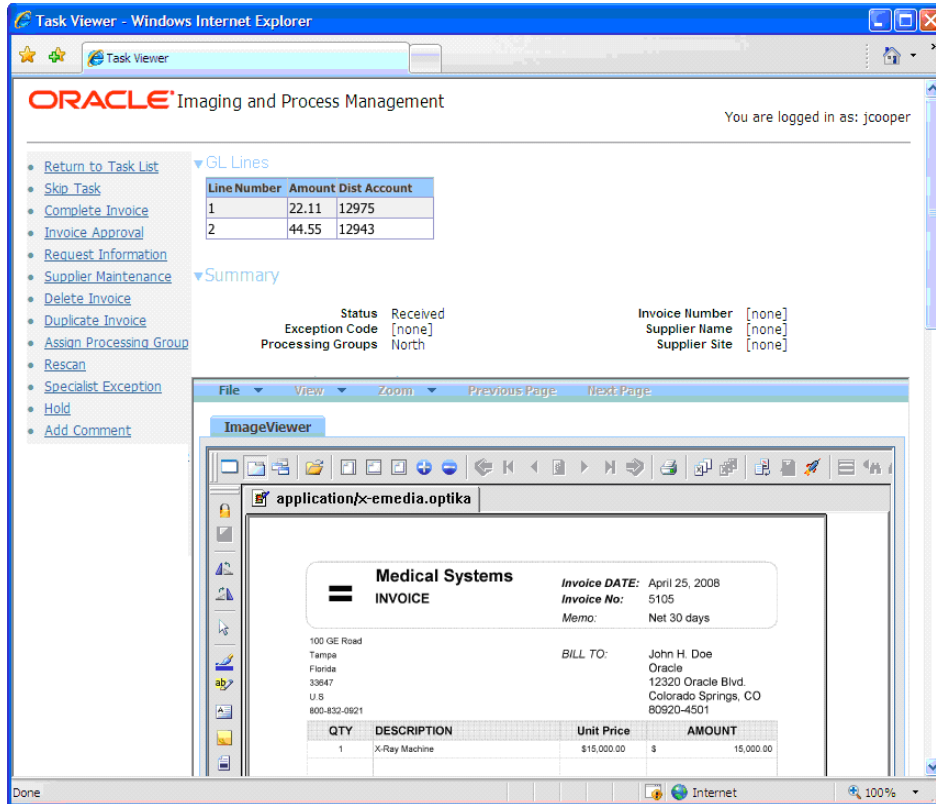 Task Viewer - Windows Internet Explorer
Task Viewer
ORACLE Imaging and Process Management
You are logged in as: jcooper
Return to Task List
Skip Task
Complete Invoice
Invoice Approval
Request Information
Supplier Maintenance
Delete Invoice
Duplicate Invoice
Assign Processing Group
Rescan
Specialist Exception
Hold
Add Comment
GL Lines
Line Number Amount Dist Account
1 22.11 12975
2 44.55 12943
Summary
Status Received Invoice Number [none]
Exception Code [none] Supplier Name [none]
Processing Groups North Supplier Site [none]
File View Zoom Previous Page Next Page
ImageViewer
application/x-emedia.optika
Medical Systems
INVOICE
Invoice DATE: April 25, 2008
Invoice No: 5105
Memo: Net 30 days
100 GE Road
Tampa
Florida
33647
U.S
800-832-0921
BILL TO: John H. Doe
Oracle
12320 Oracle Blvd.
Colorado Springs, CO
80920-4501
QTY DESCRIPTION Unit Price AMOUNT
1 X-Ray Machine $15,000.00 $ 15,000.00
Done Internet 100%